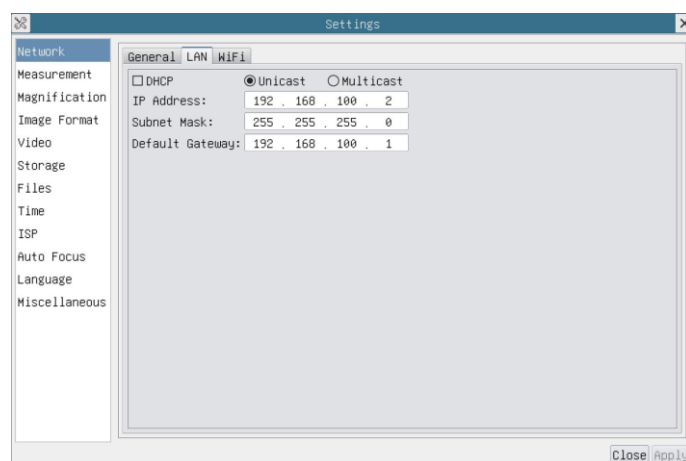 Settings
Network
Measurement
Magnification
Image Format
Video
Storage
Files
Time
ISP
Auto Focus
Language
Miscellaneous
General LAN WiFi
DHCP Unicast Multicast
IP Address: 192 . 168 . 100 . 2
Subnet Mask: 255 . 255 . 255 . 0
Default Gateway: 192 . 168 . 100 . 1
Close Apply